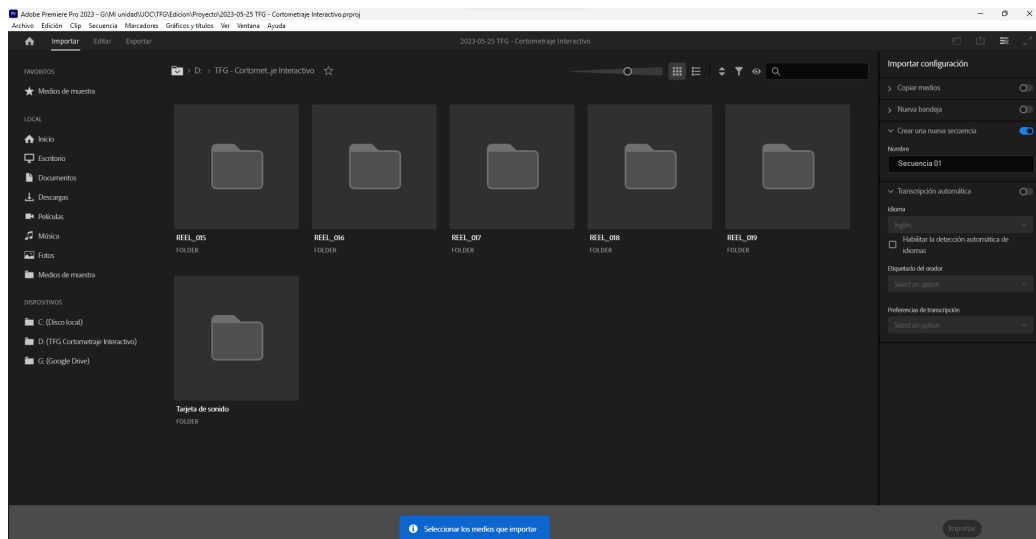 Adobe Premiere Pro 2023 - G:\Mi unidad\UOC\TFG\Edicion\Proyecto\2023-05-25 TFG - Cortometraje Interactivo.prproj
Archivo Edición Clip Secuencia Marcadores Gráficos y títulos Ver Ventana Ayuda
Importar Editar Exportar
2023-05-25 TFG - Cortometraje Interactivo
FAVORITOS
Medios de muestra
LOCAL
Inicio
Escritorio
Documentos
Descargas
Películas
Música
Fotos
Medios de muestra
DISPOSITIVOS
C: (Disco local)
D: (TFG Cortometraje Interactivo)
G: (Google Drive)
D: > TFG - Cortomet...je Interactivo
REEL_015
FOLDER
REEL_016
FOLDER
REEL_017
FOLDER
REEL_018
FOLDER
REEL_019
FOLDER
Tarjeta de sonido
FOLDER
Importar configuración
Copiar medios
Nueva bandeja
Crear una nueva secuencia
Nombre
Secuencia 01
Transcripción automática
Idioma
Inglés
Habilitar la detección automática de
idiomas
Etiquetado del orador
Select an option
Preferencias de transcripción
Select an option
Seleccionar los medios que importar
Importar